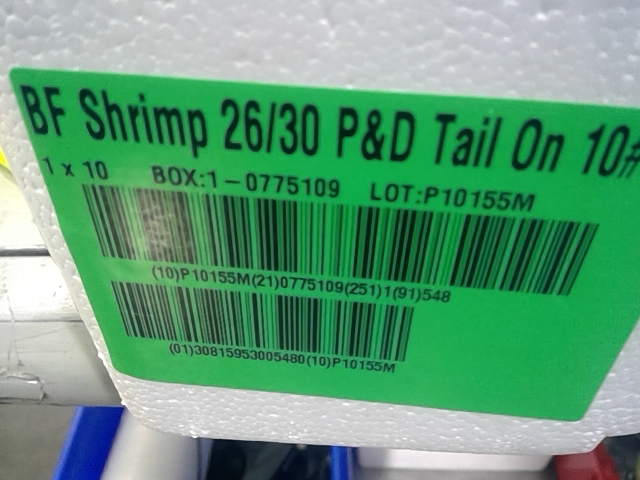 BF Shrimp 26/30 P&D Tail On 10#
1 x 10 BOX:1-0775109 LOT:P10155M
(10)P10155M(21)0775109(251)1(91)548
(01)30815953005480(10)P10155M